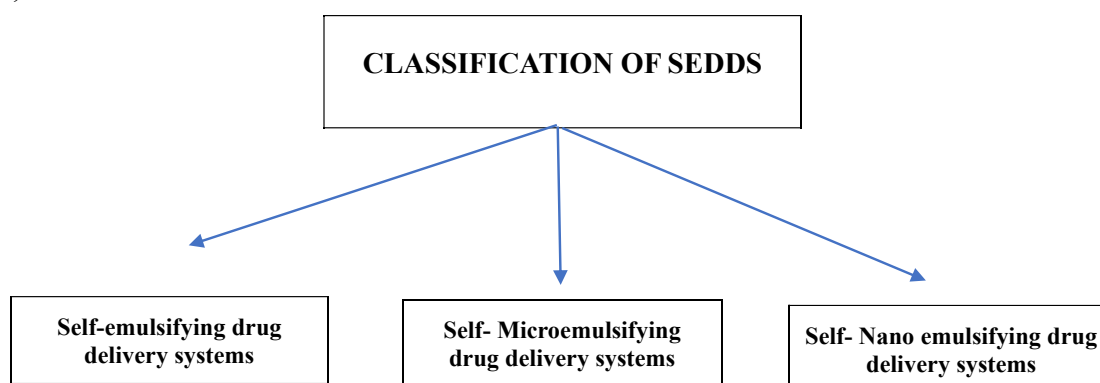 CLASSIFICATION OF SEDDS
Self-emulsifying drug
delivery systems
Self- Microemulsifying
drug delivery systems
Self- Nano emulsifying drug
delivery systems